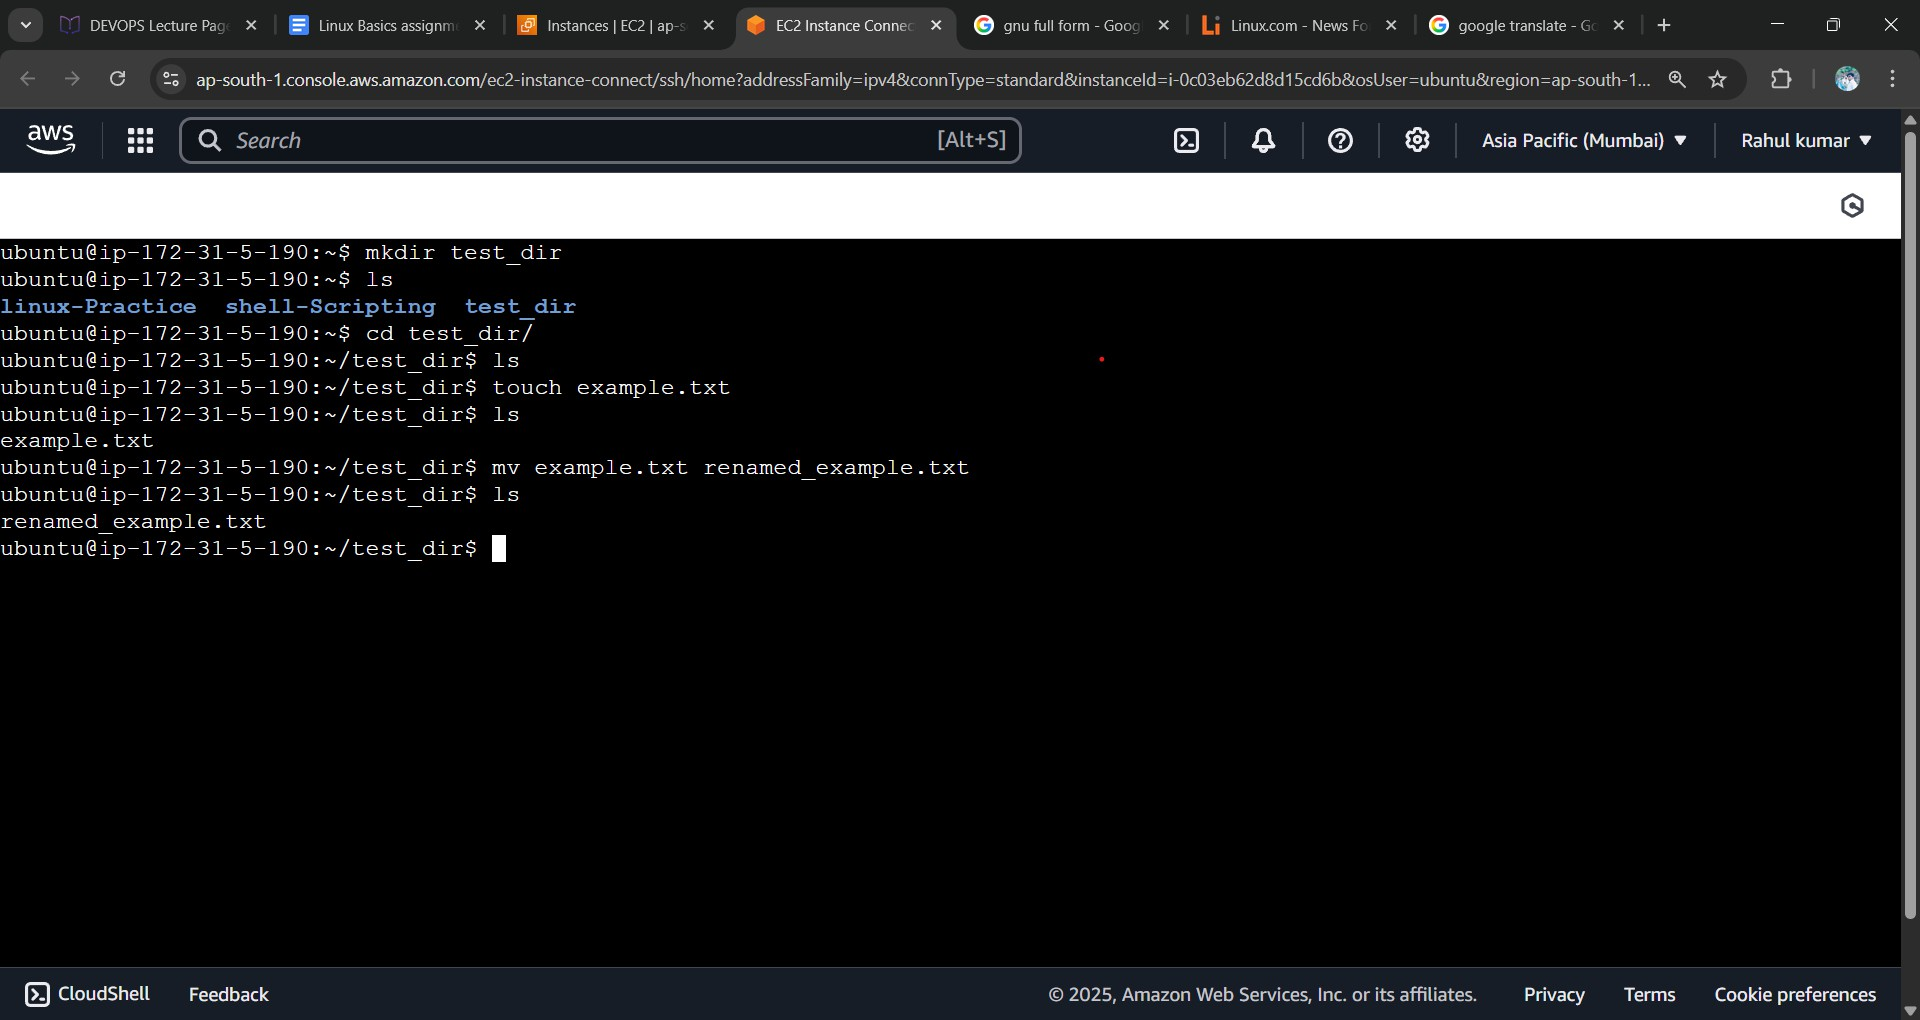 DEVOPS Lecture Pag
Linux Basics assignm
Instances | EC2 | ap-s
EC2 Instance Connec
gnu full form - Goog
Linux.com - News Fo
google translate - Go
ap-south-1.console.aws.amazon.com/ec2-instance-connect/ssh/home?addressFamily=ipv4&connType=standard&instanceId=i-0c03eb62d8d15cd6b&osUser=ubuntu&region=ap-south-1...
aws
Search
[Alt+S]
Asia Pacific (Mumbai)
Rahul kumar
ubuntu@ip-172-31-5-190:~$ mkdir test_dir
ubuntu@ip-172-31-5-190:~$ ls
linux-Practice  shell-Scripting  test_dir
ubuntu@ip-172-31-5-190:~$ cd test_dir/
ubuntu@ip-172-31-5-190:~/test_dir$ ls
ubuntu@ip-172-31-5-190:~/test_dir$ touch example.txt
ubuntu@ip-172-31-5-190:~/test_dir$ ls
example.txt
ubuntu@ip-172-31-5-190:~/test_dir$ mv example.txt renamed_example.txt
ubuntu@ip-172-31-5-190:~/test_dir$ ls
renamed_example.txt
ubuntu@ip-172-31-5-190:~/test_dir$
CloudShell
Feedback
© 2025, Amazon Web Services, Inc. or its affiliates.
Privacy
Terms
Cookie preferences